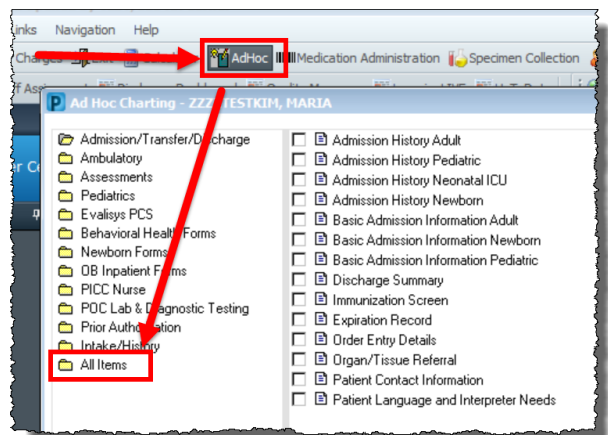 inks Navigation Help
Charges AdHoc Medication Administration Specimen Collection
Ad Hoc Charting - ZZZ TESTKIM, MARIA
Admission/Transfer/Discharge
Ambulatory
Assessments
Pediatrics
Evalisys PCS
Behavioral Health Forms
Newborn Forms
OB Inpatient Forms
PICC Nurse
POC Lab & Diagnostic Testing
Prior Authorization
Intake/History
All Items
Admission History Adult
Admission History Pediatric
Admission History Neonatal ICU
Admission History Newborn
Basic Admission Information Adult
Basic Admission Information Newborn
Basic Admission Information Pediatric
Discharge Summary
Immunization Screen
Expiration Record
Order Entry Details
Organ/Tissue Referral
Patient Contact Information
Patient Language and Interpreter Needs